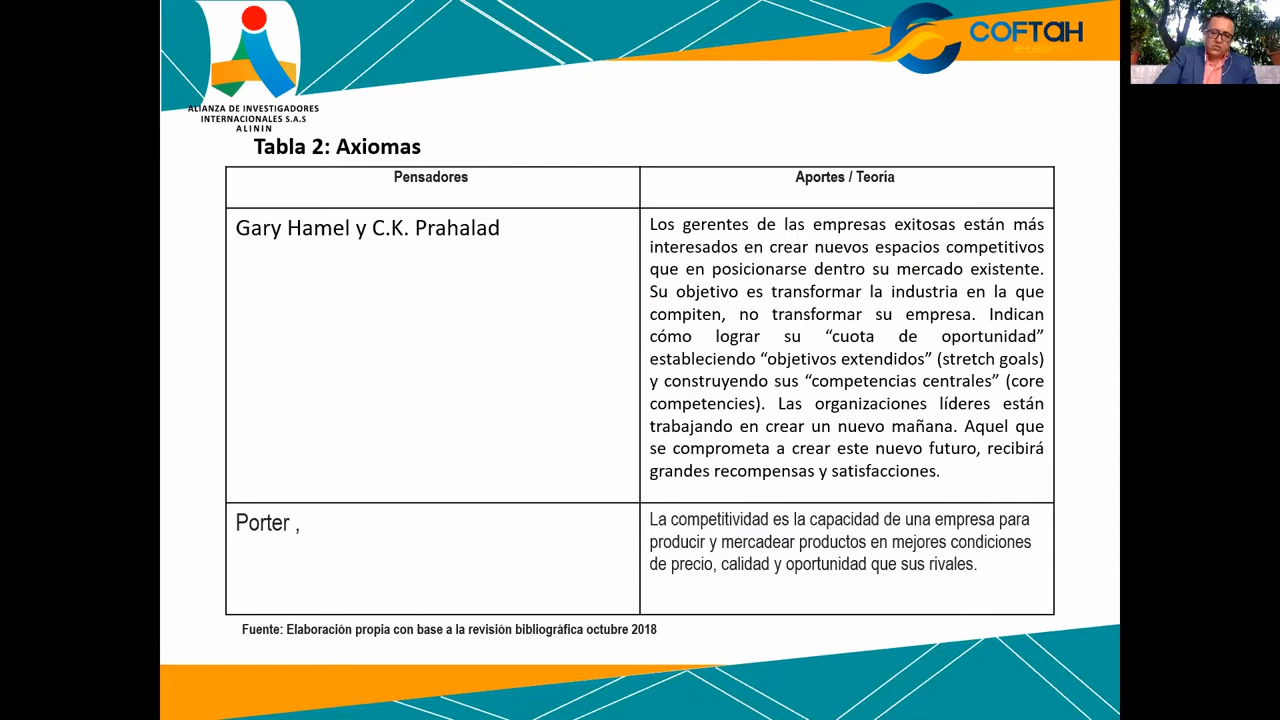 COFTAH
e-Learning
ALIANZA DE INVESTIGADORES
INTERNACIONALES S.A.S
ALININ
Tabla 2: Axiomas
Pensadores
Aportes / Teoría
Gary Hamel y C.K. Prahalad
Los gerentes de las empresas exitosas están más
interesados en crear nuevos espacios competitivos
que en posicionarse dentro su mercado existente.
Su objetivo es transformar la industria en la que
compiten, no transformar su empresa. Indican
cómo lograr su “cuota de oportunidad”
estableciendo “objetivos extendidos” (stretch goals)
y construyendo sus “competencias centrales” (core
competencies). Las organizaciones líderes están
trabajando en crear un nuevo mañana. Aquel que
se comprometa a crear este nuevo futuro, recibirá
grandes recompensas y satisfacciones.
Porter ,
La competitividad es la capacidad de una empresa para
producir y mercadear productos en mejores condiciones
de precio, calidad y oportunidad que sus rivales.
Fuente: Elaboración propia con base a la revisión bibliográfica octubre 2018